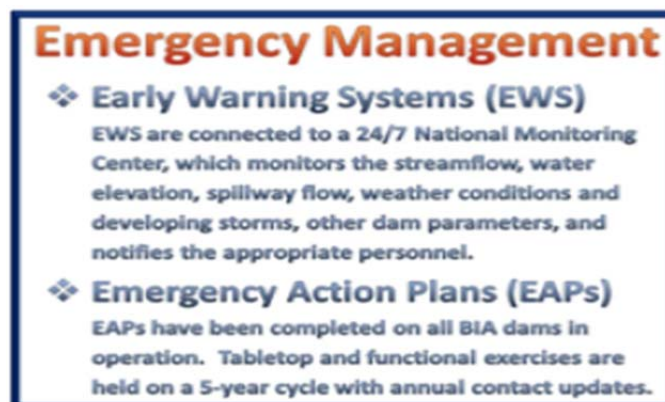 Emergency Management
❖ Early Warning Systems (EWS)
EWS are connected to a 24/7 National Monitoring
Center, which monitors the streamflow, water
elevation, spillway flow, weather conditions and
developing storms, other dam parameters, and
notifies the appropriate personnel.
❖ Emergency Action Plans (EAPs)
EAPs have been completed on all BIA dams in
operation.  Tabletop and functional exercises are
held on a 5-year cycle with annual contact updates.